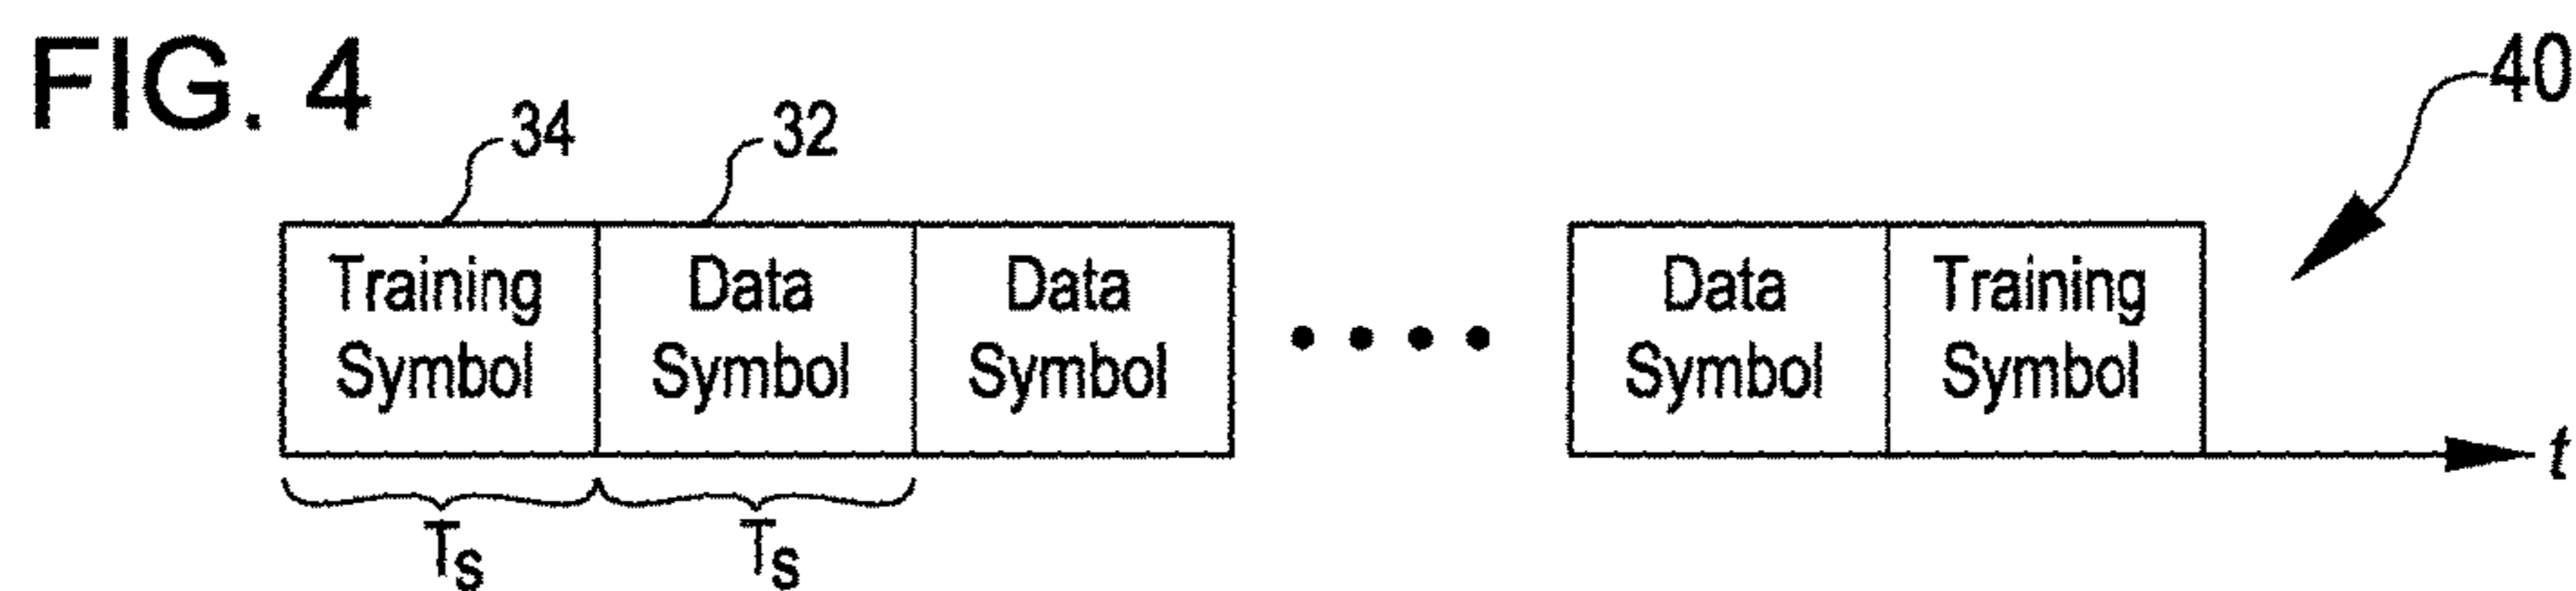 FIG. 4
40
34
32
Training Symbol
Data Symbol
Data Symbol
Data Symbol
Training Symbol
t
Ts
Ts